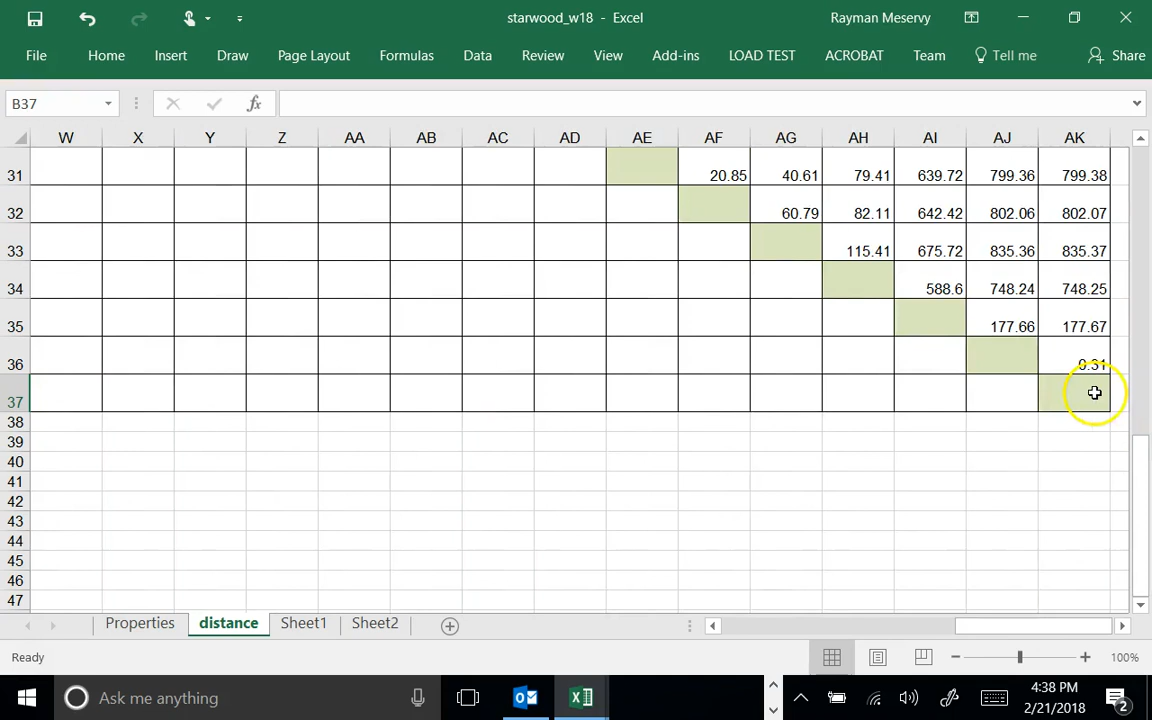 starwood_w18 - Excel
Rayman Meservy
File Home Insert Draw Page Layout Formulas Data Review View Add-ins LOAD TEST ACROBAT Team Tell me Share
B37 fx
W X Y Z AA AB AC AD AE AF AG AH AI AJ AK
31 20.85 40.61 79.41 639.72 799.36 799.38
32 60.79 82.11 642.42 802.06 802.07
33 115.41 675.72 835.36 835.37
34 588.6 748.24 748.25
35 177.66 177.67
36 0.31
37
38
39
40
41
42
43
44
45
46
47
Properties distance Sheet1 Sheet2
Ready 100%
Ask me anything 4:38 PM
2/21/2018 2